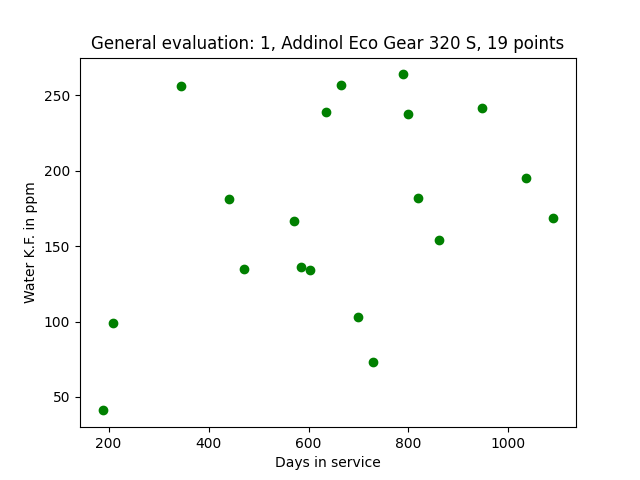 General evaluation: 1, Addinol Eco Gear 320 S, 19 points
250
200
150
100
50
Water K.F. in ppm
200 400 600 800 1000
Days in service